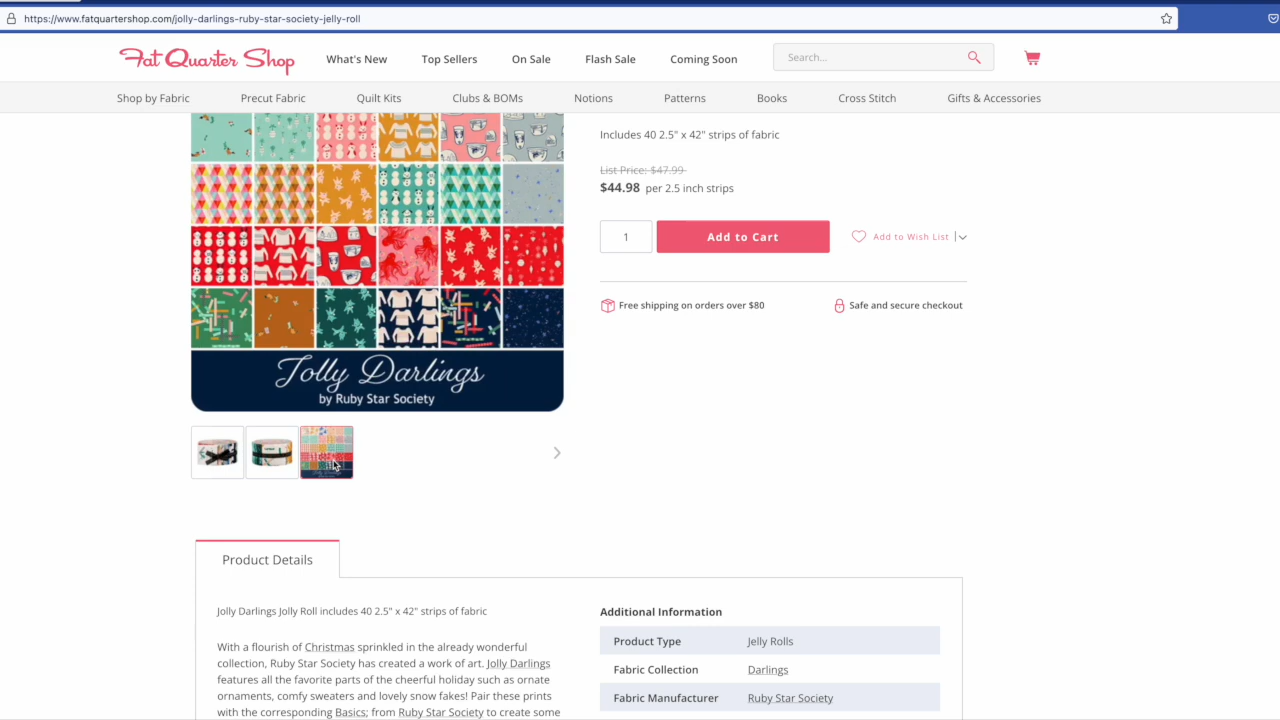 https://www.fatquartershop.com/jolly-darlings-ruby-star-society-jelly-roll
Fat Quarter Shop
What's New
Top Sellers
On Sale
Flash Sale
Coming Soon
Search...
Shop by Fabric
Precut Fabric
Quilt Kits
Clubs & BOMs
Notions
Patterns
Books
Cross Stitch
Gifts & Accessories
Includes 40 2.5" x 42" strips of fabric
List Price: $47.99
$44.98 per 2.5 inch strips
1
Add to Cart
Add to Wish List
Free shipping on orders over $80
Safe and secure checkout
Jolly Darlings
by Ruby Star Society
Jolly Darlings
Product Details
Jolly Darlings Jolly Roll includes 40 2.5" x 42" strips of fabric
With a flourish of Christmas sprinkled in the already wonderful
collection, Ruby Star Society has created a work of art. Jolly Darlings
features all the favorite parts of the cheerful holiday such as ornate
ornaments, comfy sweaters and lovely snow fakes! Pair these prints
with the corresponding Basics; from Ruby Star Society to create some
Additional Information
Product Type Jelly Rolls
Fabric Collection Darlings
Fabric Manufacturer Ruby Star Society